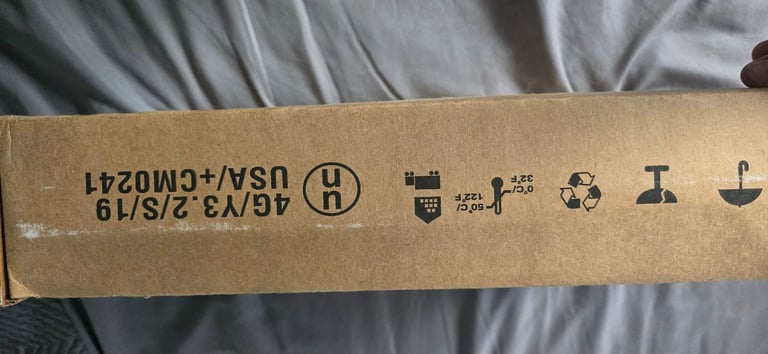 u
n
4G/Y3.2/S/19
USA/+CM0241
0°C/
32°F
50°C/
122°F